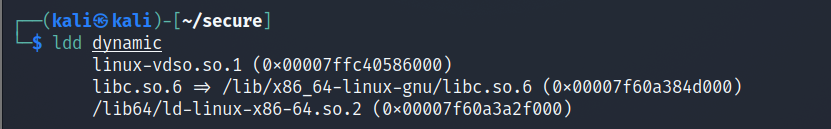 ┌──(kali㉿kali)-[~/secure]
└─$ ldd dynamic
linux-vdso.so.1 (0×00007ffc40586000)
libc.so.6 ⇒ /lib/x86_64-linux-gnu/libc.so.6 (0×00007f60a384d000)
/lib64/ld-linux-x86-64.so.2 (0×00007f60a3a2f000)